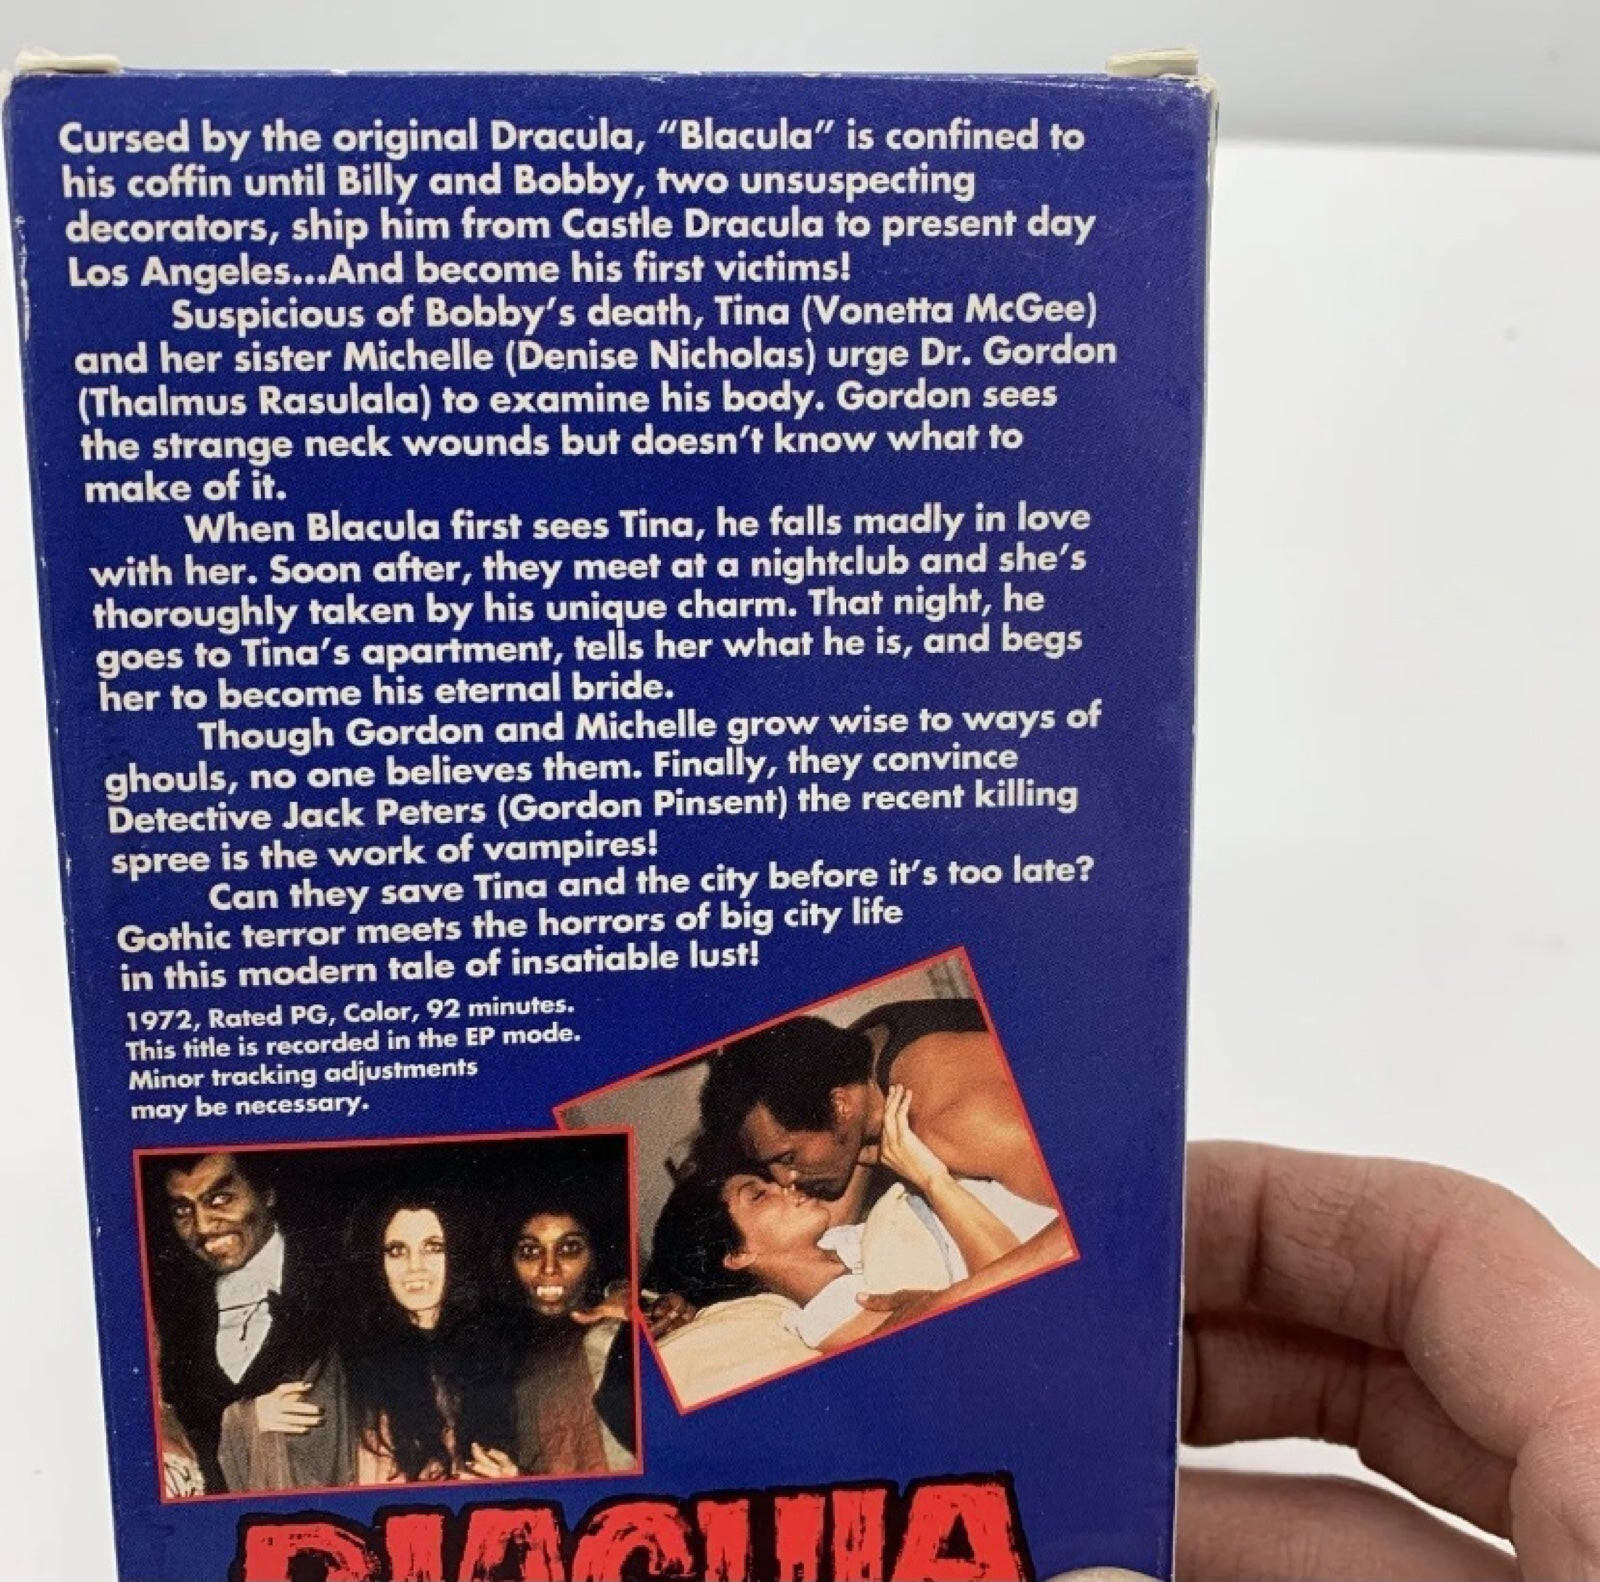 Cursed by the original Dracula, “Blacula” is confined to
his coffin until Billy and Bobby, two unsuspecting
decorators, ship him from Castle Dracula to present day
Los Angeles...And become his first victims!
Suspicious of Bobby’s death, Tina (Vonetta McGee)
and her sister Michelle (Denise Nicholas) urge Dr. Gordon
(Thalmus Rasulala) to examine his body. Gordon sees
the strange neck wounds but doesn’t know what to
make of it.
When Blacula first sees Tina, he falls madly in love
with her. Soon after, they meet at a nightclub and she’s
thoroughly taken by his unique charm. That night, he
goes to Tina’s apartment, tells her what he is, and begs
her to become his eternal bride.
Though Gordon and Michelle grow wise to ways of
ghouls, no one believes them. Finally, they convince
Detective Jack Peters (Gordon Pinsent) the recent killing
spree is the work of vampires!
Can they save Tina and the city before it’s too late?
Gothic terror meets the horrors of big city life
in this modern tale of insatiable lust!
1972, Rated PG, Color, 92 minutes.
This title is recorded in the EP mode.
Minor tracking adjustments
may be necessary.
BLACULA